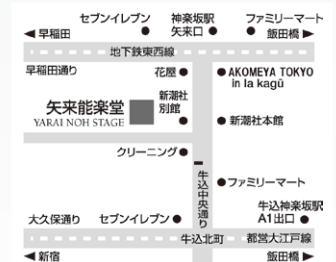 セブンイレブン
神楽坂駅
矢来口
ファミリーマート
◀ 早稲田
飯田橋 ▶
地下鉄東西線
早稲田通り
花屋
AKOMEYA TOKYO
in la kagū
矢来能楽堂
YARAI NOH STAGE
新潮社
別館
新潮社本館
クリーニング
牛込中央通り
ファミリーマート
大久保通り
セブンイレブン
牛込神楽坂駅
A1出口
牛込北町
都営大江戸線
◀ 新宿
飯田橋 ▶